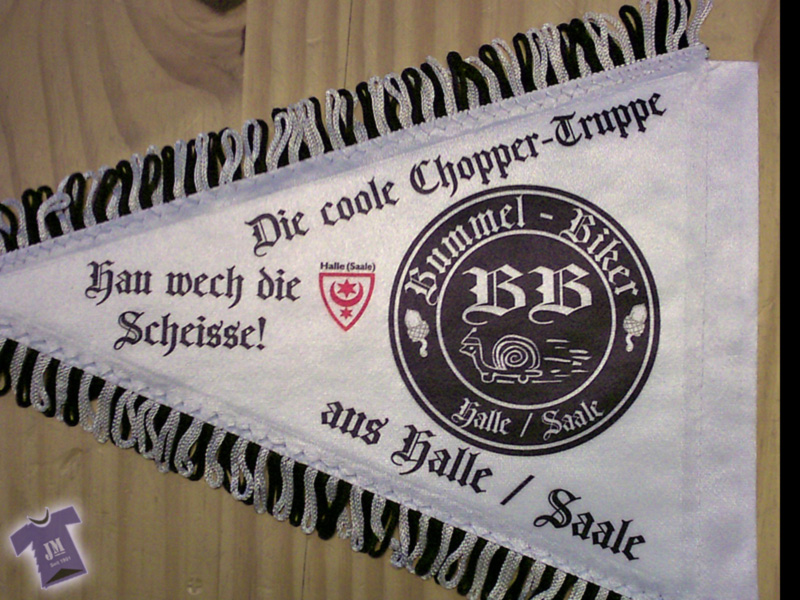 Die coole Chopper-Truppe
Hau wech die
Scheisse!
Halle (Saale)
Bummel - Biker
BB
Halle / Saale
aus Halle / Saale
JM